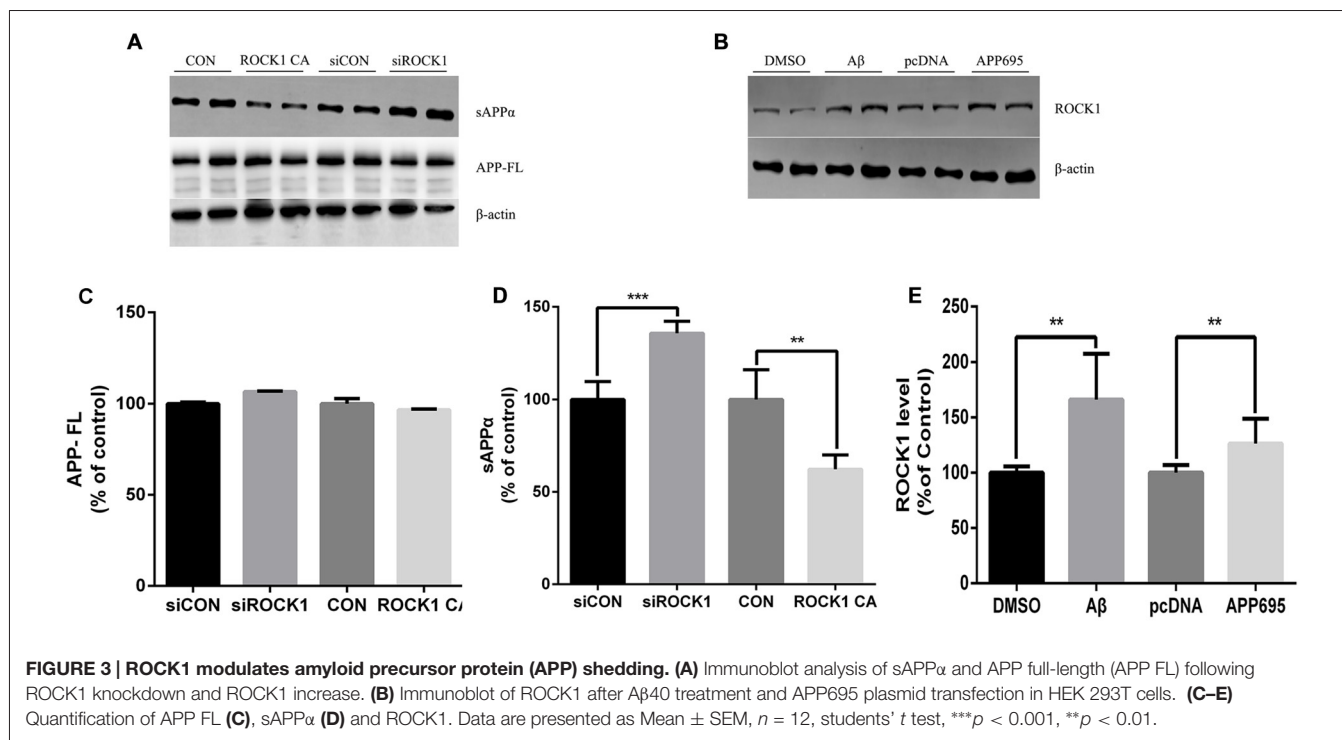 A
CON ROCK1 CA siCON siROCK1
sAPPα
APP-FL
β-actin
B
DMSO Aβ pcDNA APP695
ROCK1
β-actin
C
APP- FL
(% of control)
150
100
50
0
siCON siROCK1 CON ROCK1 C
D
sAPPα
(% of control)
150
100
50
0
***
**
siCON siROCK1 CON ROCK1 CA
E
ROCK1 level
(%of Control)
250
200
150
100
50
0
**
**
DMSO Aβ pcDNA APP695
FIGURE 3 | ROCK1 modulates amyloid precursor protein (APP) shedding. (A) Immunoblot analysis of sAPPα and APP full-length (APP FL) following
ROCK1 knockdown and ROCK1 increase. (B) Immunoblot of ROCK1 after Aβ40 treatment and APP695 plasmid transfection in HEK 293T cells. (C–E)
Quantification of APP FL (C), sAPPα (D) and ROCK1. Data are presented as Mean ± SEM, n = 12, students' t test, ***p < 0.001, **p < 0.01.